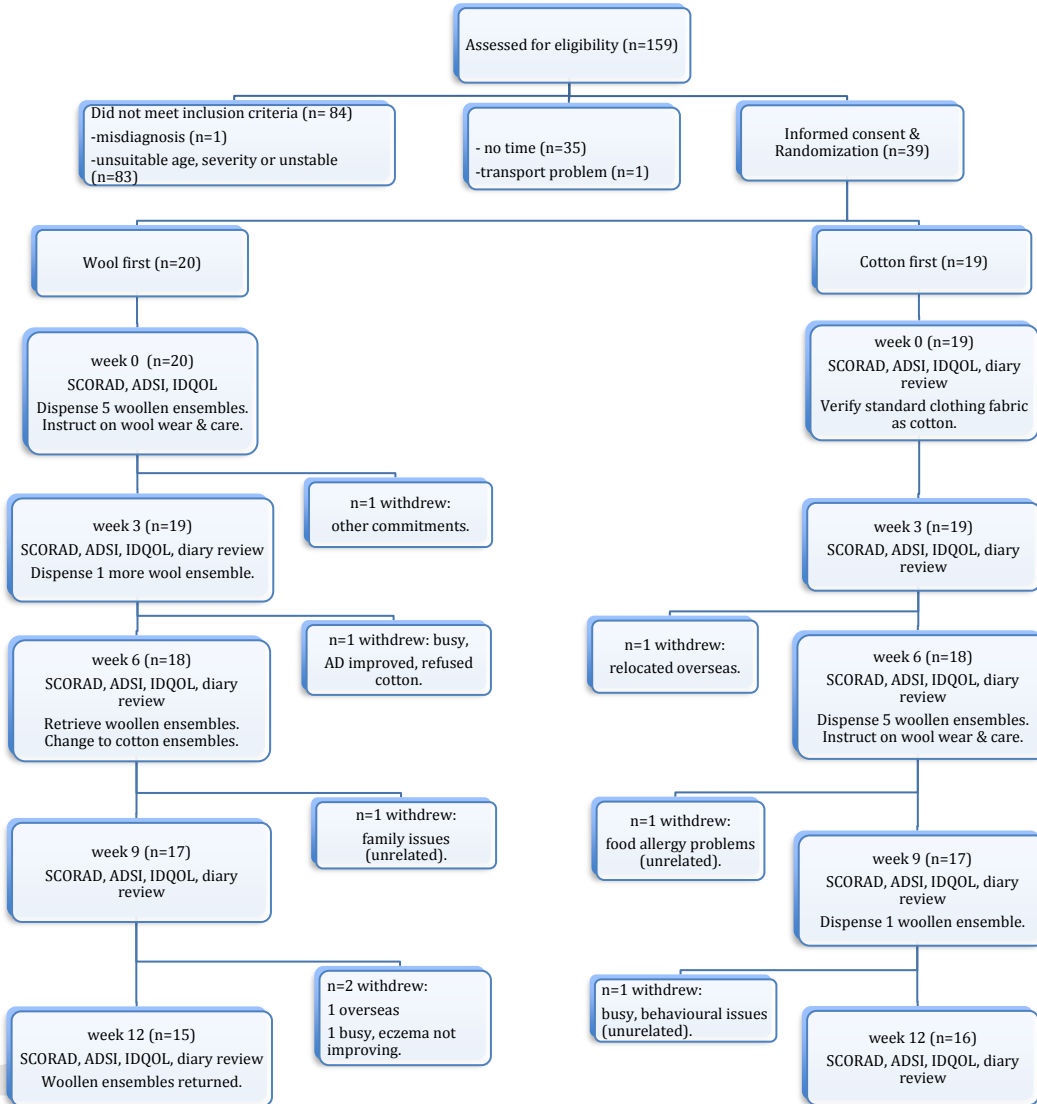 Assessed for eligibility (n=159)
Did not meet inclusion criteria (n= 84)
-misdiagnosis (n=1)
-unsuitable age, severity or unstable
(n=83)
- no time (n=35)
-transport problem (n=1)
Informed consent &
Randomization (n=39)
Wool first (n=20)
Cotton first (n=19)
week 0  (n=20)
SCORAD, ADSI, IDQOL
Dispense 5 woollen ensembles.
Instruct on wool wear & care.
week 0 (n=19)
SCORAD, ADSI, IDQOL, diary
review
Verify standard clothing fabric
as cotton.
n=1 withdrew:
other commitments.
week 3 (n=19)
SCORAD, ADSI, IDQOL, diary review
Dispense 1 more wool ensemble.
week 3 (n=19)
SCORAD, ADSI, IDQOL, diary
review
n=1 withdrew: busy,
AD improved, refused
cotton.
n=1 withdrew:
relocated overseas.
week 6 (n=18)
SCORAD, ADSI, IDQOL, diary
review
Retrieve woollen ensembles.
Change to cotton ensembles.
week 6 (n=18)
SCORAD, ADSI, IDQOL, diary
review
Dispense 5 woollen ensembles.
Instruct on wool wear & care.
n=1 withdrew:
family issues
(unrelated).
n=1 withdrew:
food allergy problems
(unrelated).
week 9 (n=17)
SCORAD, ADSI, IDQOL, diary
review
week 9 (n=17)
SCORAD, ADSI, IDQOL, diary
review
Dispense 1 woollen ensemble.
n=2 withdrew:
1 overseas
1 busy, eczema not
improving.
n=1 withdrew:
busy, behavioural issues
(unurelated).
week 12 (n=15)
SCORAD, ADSI, IDQOL, diary review
Woollen ensembles returned.
week 12 (n=16)
SCORAD, ADSI, IDQOL, diary
review